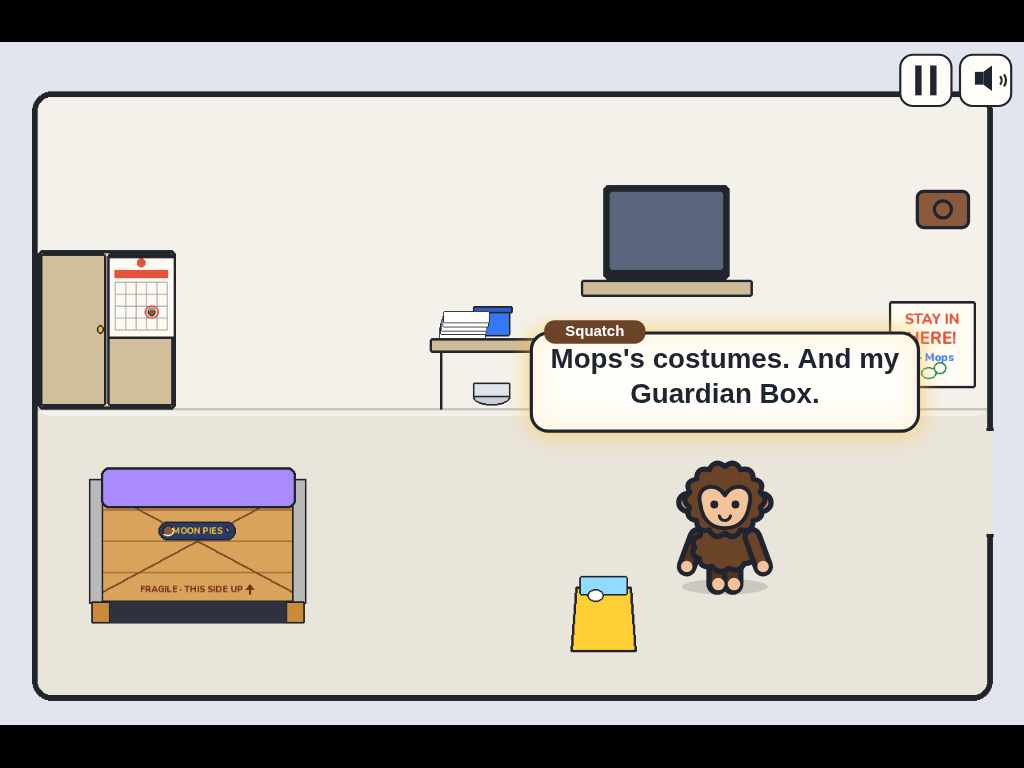 Squatch
Mops's costumes. And my
Guardian Box.
STAY IN
HERE!
Mops
MOON PIES
FRAGILE · THIS SIDE UP